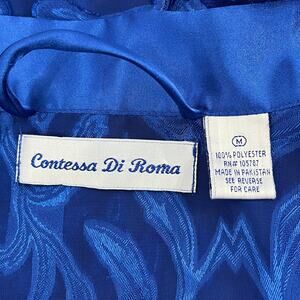 Contessa Di Roma
M
100% POLYESTER
RN# 105787
MADE IN PAKISTAN
SEE REVERSE
FOR CARE